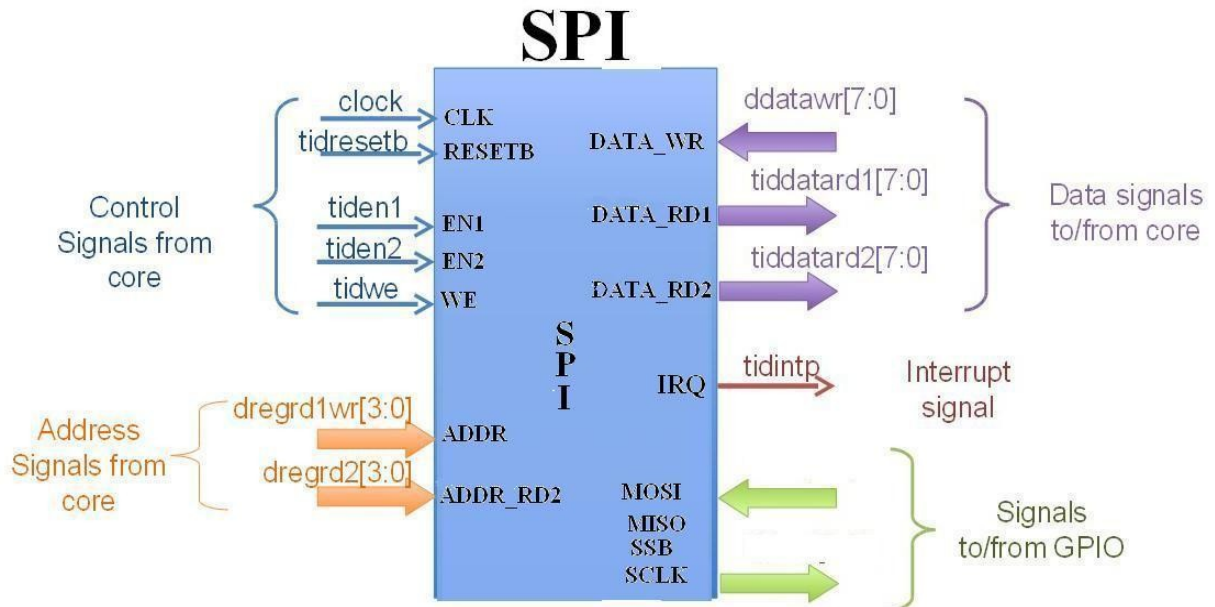 SPI
clock
CLK
tidresetb
RESETB
tiden1
EN1
tiden2
EN2
tidwe
WE
Control
Signals from
core
dregrd1wr[3:0]
ADDR
dregrd2[3:0]
ADDR_RD2
Address
Signals from
core
S
P
I
ddatawr[7:0]
DATA_WR
tiddatard1[7:0]
DATA_RD1
tiddatard2[7:0]
DATA_RD2
Data signals
to/from core
IRQ
tidintp
Interrupt
signal
MOSI
MISO
SSB
SCLK
Signals
to/from GPIO